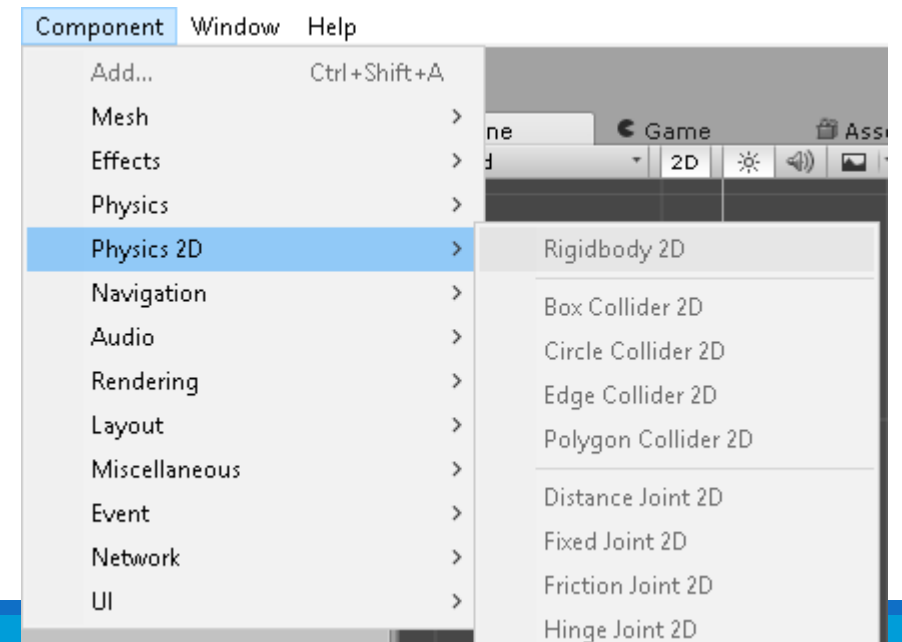 Component Window Help
Add... Ctrl+Shift+A
Mesh
Effects
Physics
Physics 2D
Navigation
Audio
Rendering
Layout
Miscellaneous
Event
Network
UI
ne Game Asse
d 2D
Rigidbody 2D
Box Collider 2D
Circle Collider 2D
Edge Collider 2D
Polygon Collider 2D
Distance Joint 2D
Fixed Joint 2D
Friction Joint 2D
Hinge Joint 2D